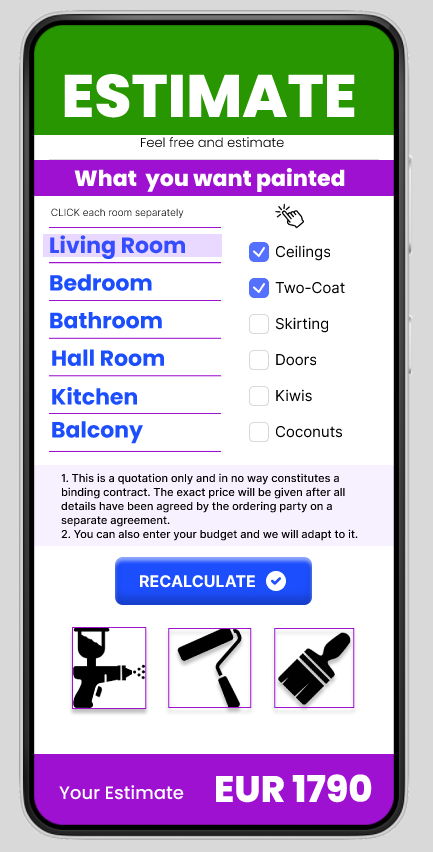 ESTIMATE
Feel free and estimate
What you want painted
CLICK each room separately
Living Room
Bedroom
Bathroom
Hall Room
Kitchen
Balcony
Ceilings
Two-Coat
Skirting
Doors
Kiwis
Coconuts
1. This is a quotation only and in no way constitutes a
binding contract. The exact price will be given after all
details have been agreed by the ordering party on a
separate agreement.
2. You can also enter your budget and we will adapt to it.
RECALCULATE
Your Estimate
EUR 1790